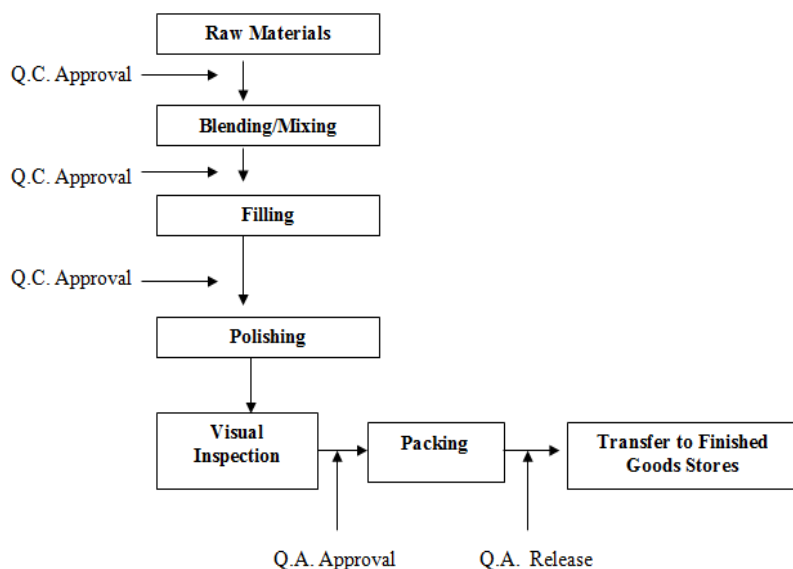 Raw Materials
Q.C. Approval
Blending/Mixing
Q.C. Approval
Filling
Q.C. Approval
Polishing
Visual
Inspection
Packing
Transfer to Finished
Goods Stores
Q.A. Approval
Q.A. Release